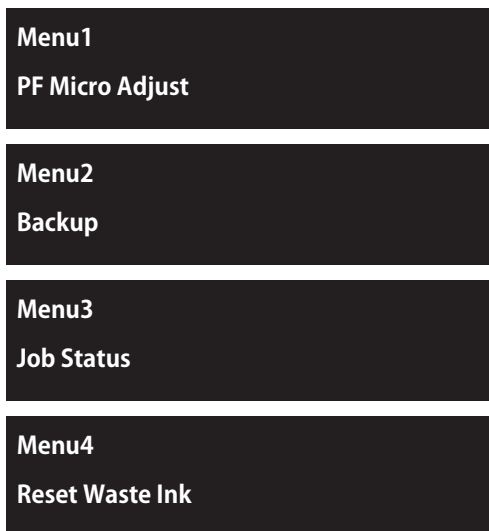 Menu1
PF Micro Adjust
Menu2
Backup
Menu3
Job Status
Menu4
Reset Waste Ink